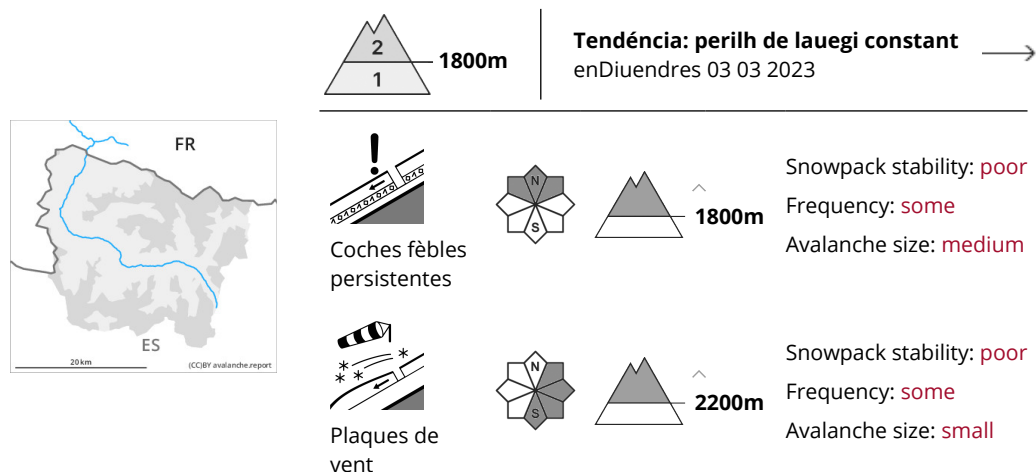 2
1
1800m
Tendéncia: perilh de lauegi constant
enDiuendres 03 03 2023
FR
ES
20 km
(CC)BY avalanche.report
Coches fèbles
persistentes
N
S
1800m
Snowpack stability: poor
Frequency: some
Avalanche size: medium
Plaques de
vent
N
S
2200m
Snowpack stability: poor
Frequency: some
Avalanche size: small